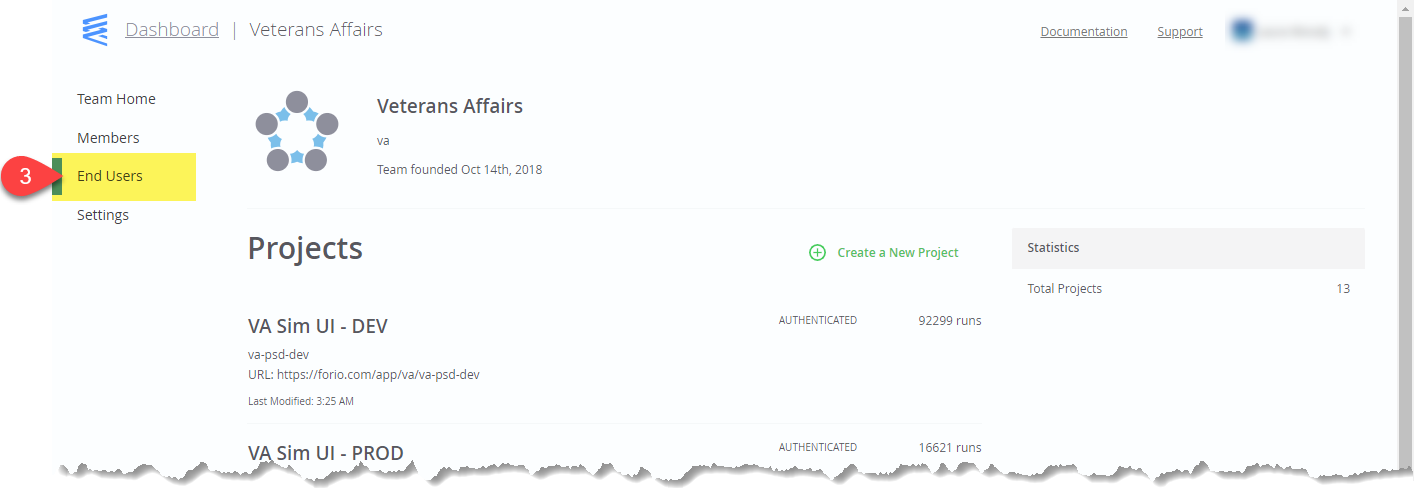 Dashboard | Veterans Affairs
Documentation
Support
Team Home
Members
3
End Users
Settings
Veterans Affairs
va
Team founded Oct 14th, 2018
Projects
Create a New Project
Statistics
Total Projects 13
VA Sim UI - DEV
AUTHENTICATED
92299 runs
va-psd-dev
URL: https://forio.com/app/va/va-psd-dev
Last Modified: 3:25 AM
VA Sim UI - PROD
AUTHENTICATED
16621 runs